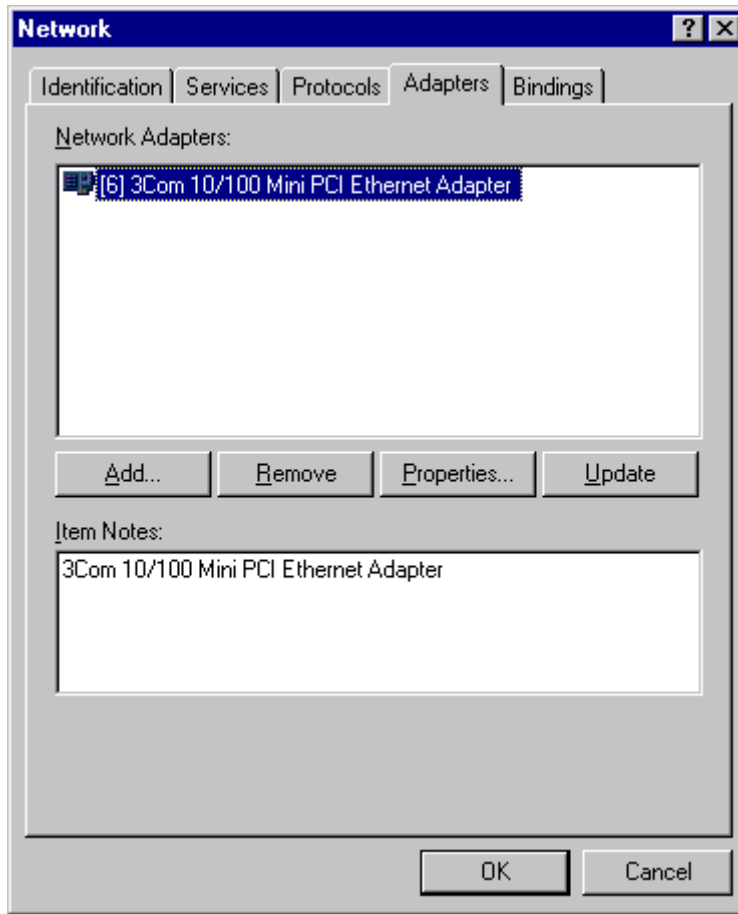 Network
Identification Services Protocols Adapters Bindings
Network Adapters:
[6] 3Com 10/100 Mini PCI Ethernet Adapter
Add... Remove Properties... Update
Item Notes:
3Com 10/100 Mini PCI Ethernet Adapter
OK Cancel